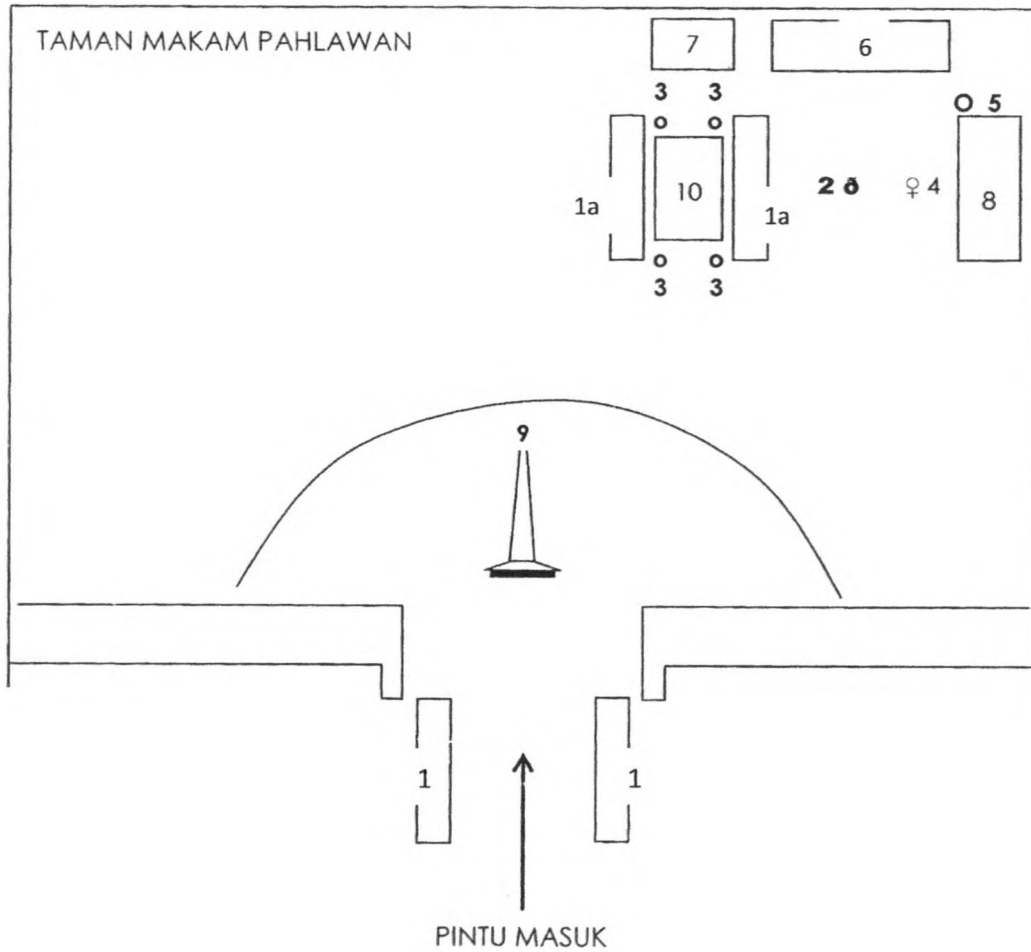 TAMAN MAKAM PAHLAWAN
7
6
3 3
5
1a
10
1a
2 ð
♀ 4
8
3 3
9
1
1
PINTU MASUK